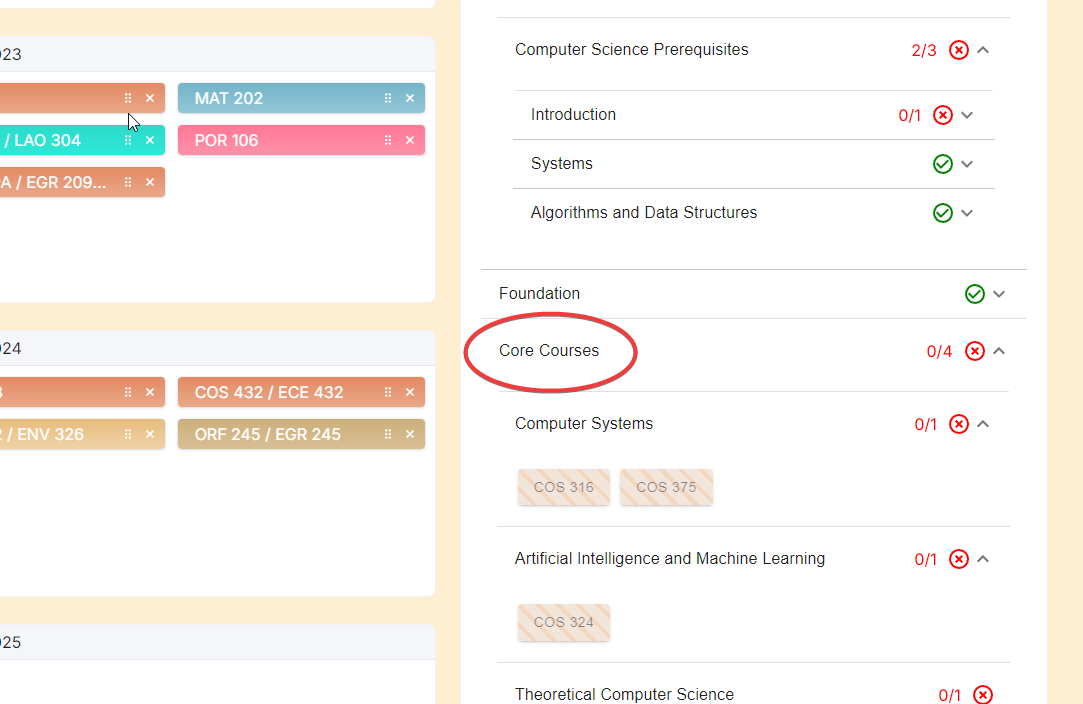 023
MAT 202
/ LAO 304
POR 106
A / EGR 209...
024
COS 432 / ECE 432
/ ENV 326
ORF 245 / EGR 245
025
Computer Science Prerequisites 2/3
Introduction 0/1
Systems
Algorithms and Data Structures
Foundation
Core Courses 0/4
Computer Systems 0/1
COS 316 COS 375
Artificial Intelligence and Machine Learning 0/1
COS 324
Theoretical Computer Science 0/1